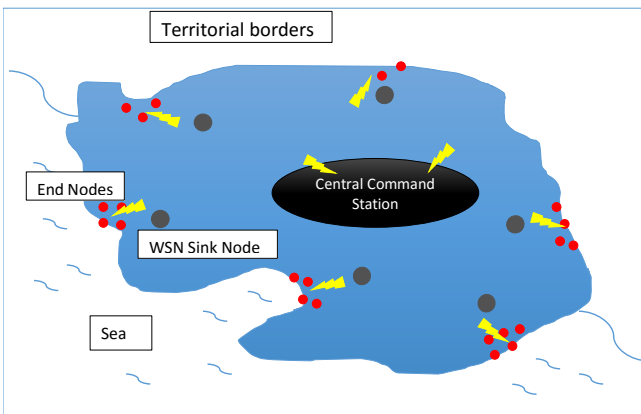 Territorial borders
Central Command
Station
End Nodes
WSN Sink Node
Sea